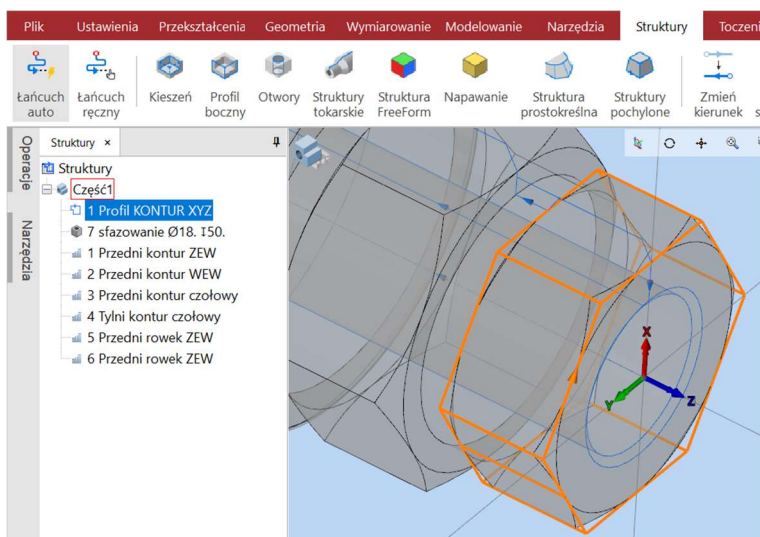 Plik Ustawienia Przekształcenia Geometria Wymiarowanie Modelowanie Narzędzia Struktury Toczeni
Łańcuch auto
Łańcuch ręczny
Kieszeń
Profil boczny
Otwory
Struktury tokarskie
Struktura FreeForm
Napawanie
Struktura prostokreślna
Struktury pochylone
Zmień kierunek
s
Operacje
Narzędzia
Struktury ×
Struktury
Część1
1 Profil KONTUR XYZ
7 sfazowanie Ø18. ↧50.
1 Przedni kontur ZEW
2 Przedni kontur WEW
3 Przedni kontur czołowy
4 Tylni kontur czołowy
5 Przedni rowek ZEW
6 Przedni rowek ZEW
X
Y
Z